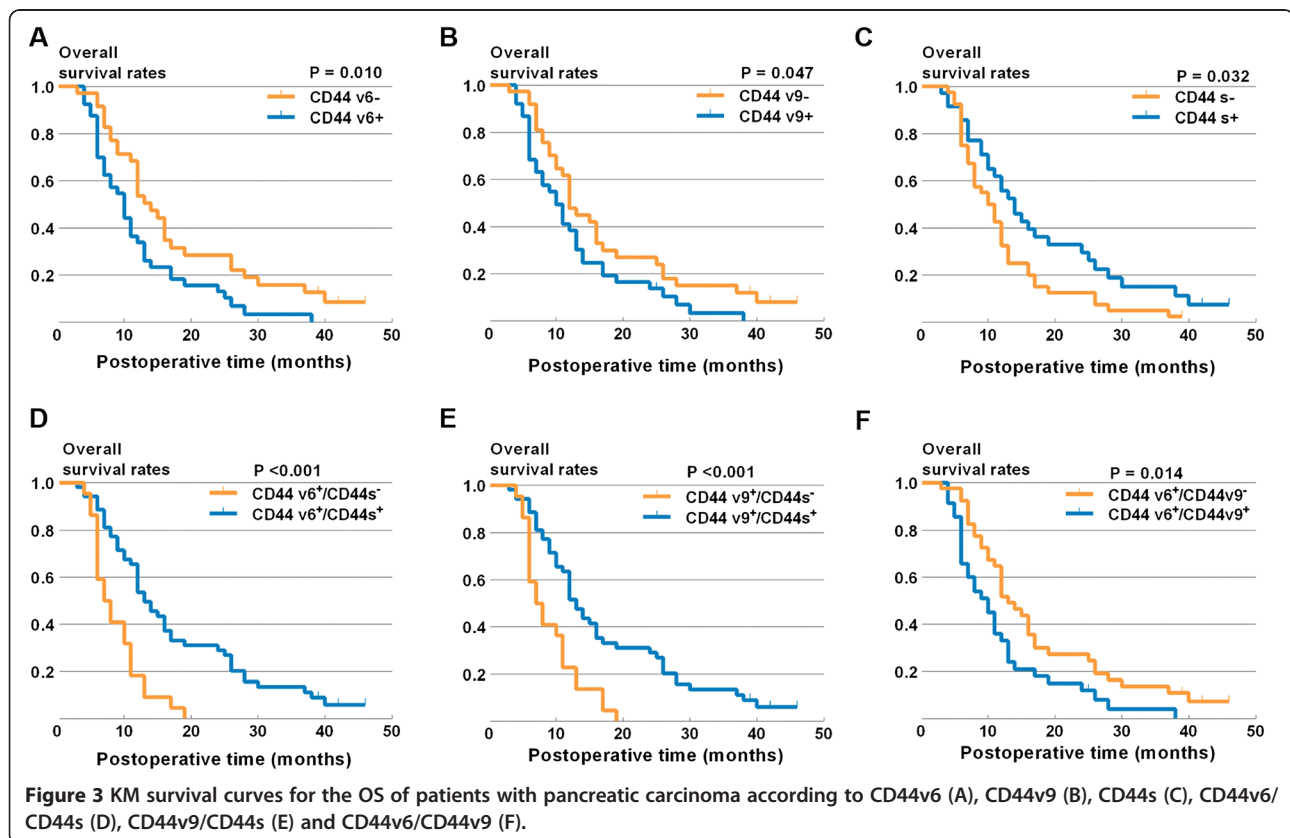 A
Overall
survival rates
P = 0.010
CD44 v6-
CD44 v6+
1.0
0.8
0.6
0.4
0.2
0 10 20 30 40 50
Postoperative time (months)
B
Overall
survival rates
P = 0.047
CD44 v9-
CD44 v9+
1.0
0.8
0.6
0.4
0.2
0 10 20 30 40 50
Postoperative time (months)
C
Overall
survival rates
P = 0.032
CD44 s-
CD44 s+
1.0
0.8
0.6
0.4
0.2
0 10 20 30 40 50
Postoperative time (months)
D
Overall
survival rates
P <0.001
CD44 v6⁺/CD44s⁻
CD44 v6⁺/CD44s⁺
1.0
0.8
0.6
0.4
0.2
0 10 20 30 40 50
Postoperative time (months)
E
Overall
survival rates
P <0.001
CD44 v9⁺/CD44s⁻
CD44 v9⁺/CD44s⁺
1.0
0.8
0.6
0.4
0.2
0 10 20 30 40 50
Postoperative time (months)
F
Overall
survival rates
P = 0.014
CD44 v6⁺/CD44v9⁻
CD44 v6⁺/CD44v9⁺
1.0
0.8
0.6
0.4
0.2
0 10 20 30 40 50
Postoperative time (months)
Figure 3 KM survival curves for the OS of patients with pancreatic carcinoma according to CD44v6 (A), CD44v9 (B), CD44s (C), CD44v6/
CD44s (D), CD44v9/CD44s (E) and CD44v6/CD44v9 (F).